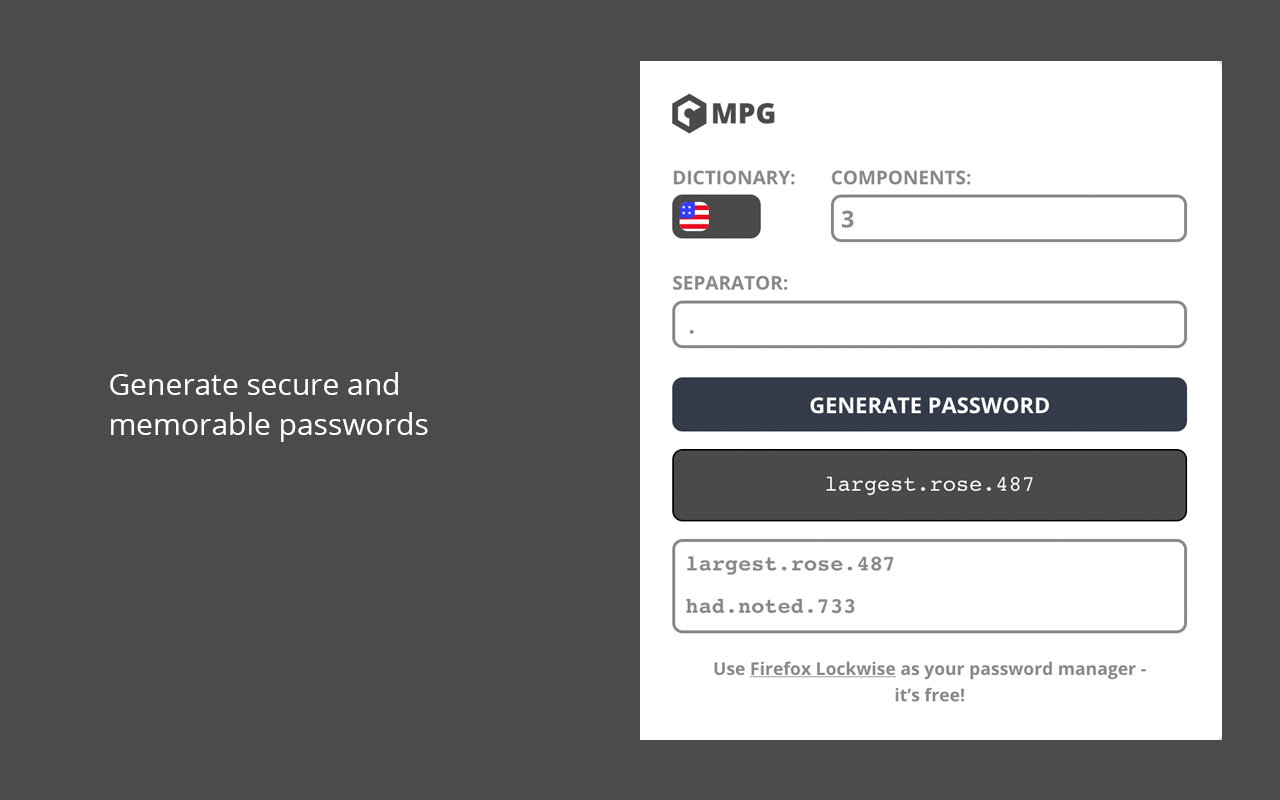 Generate secure and
memorable passwords
MPG
DICTIONARY:
COMPONENTS:
3
SEPARATOR:
.
GENERATE PASSWORD
largest.rose.487
largest.rose.487
had.noted.733
Use Firefox Lockwise as your password manager -
it’s free!